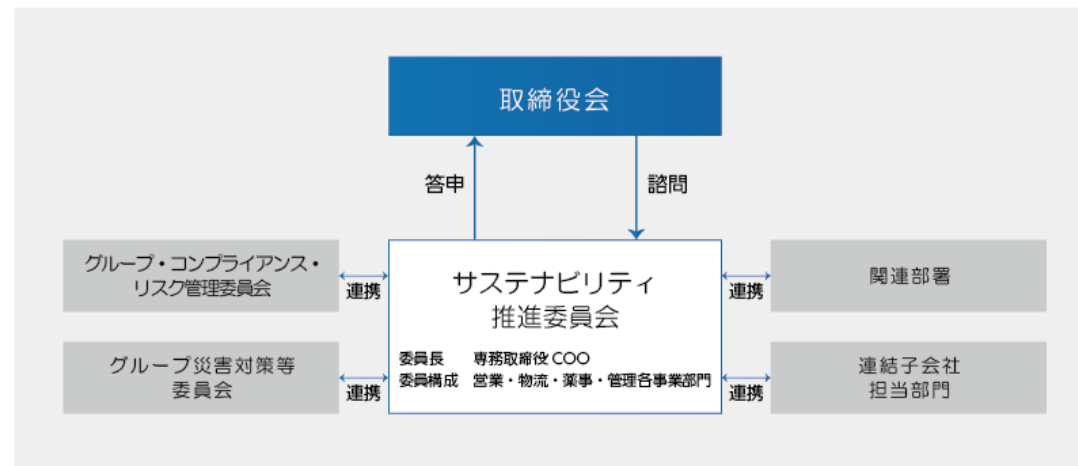 取締役会
答申
諮問
グループ・コンプライアンス・
リスク管理委員会
連携
サステナビリティ
推進委員会
委員長 専務取締役COO
委員構成 営業・物流・薬事・管理各事業部門
連携
関連部署
グループ災害対策等
委員会
連携
連携
連結子会社
担当部門